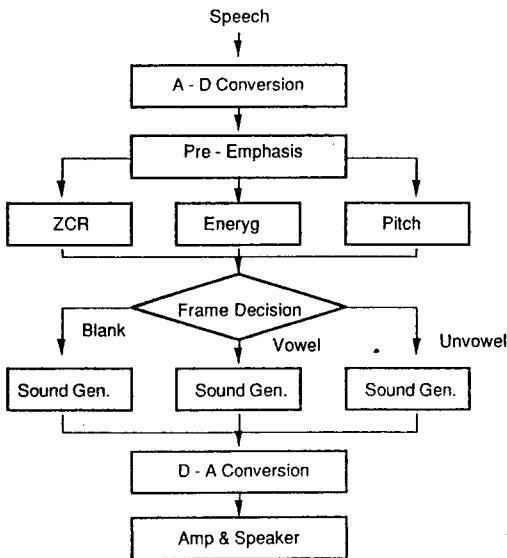 Speech
A - D Conversion
Pre - Emphasis
ZCR
Eneryg
Pitch
Frame Decision
Blank
Vowel
Unvowel
Sound Gen.
Sound Gen.
Sound Gen.
D - A Conversion
Amp & Speaker